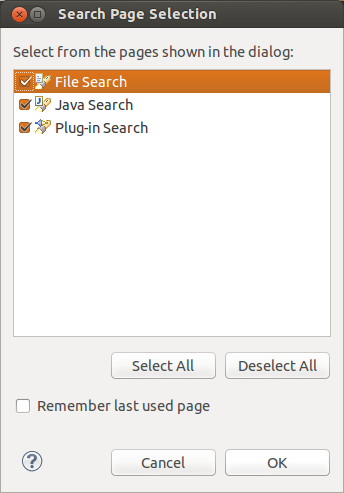 Search Page Selection
Select from the pages shown in the dialog:
File Search
Java Search
Plug-in Search
Select All
Deselect All
Remember last used page
?
Cancel
OK